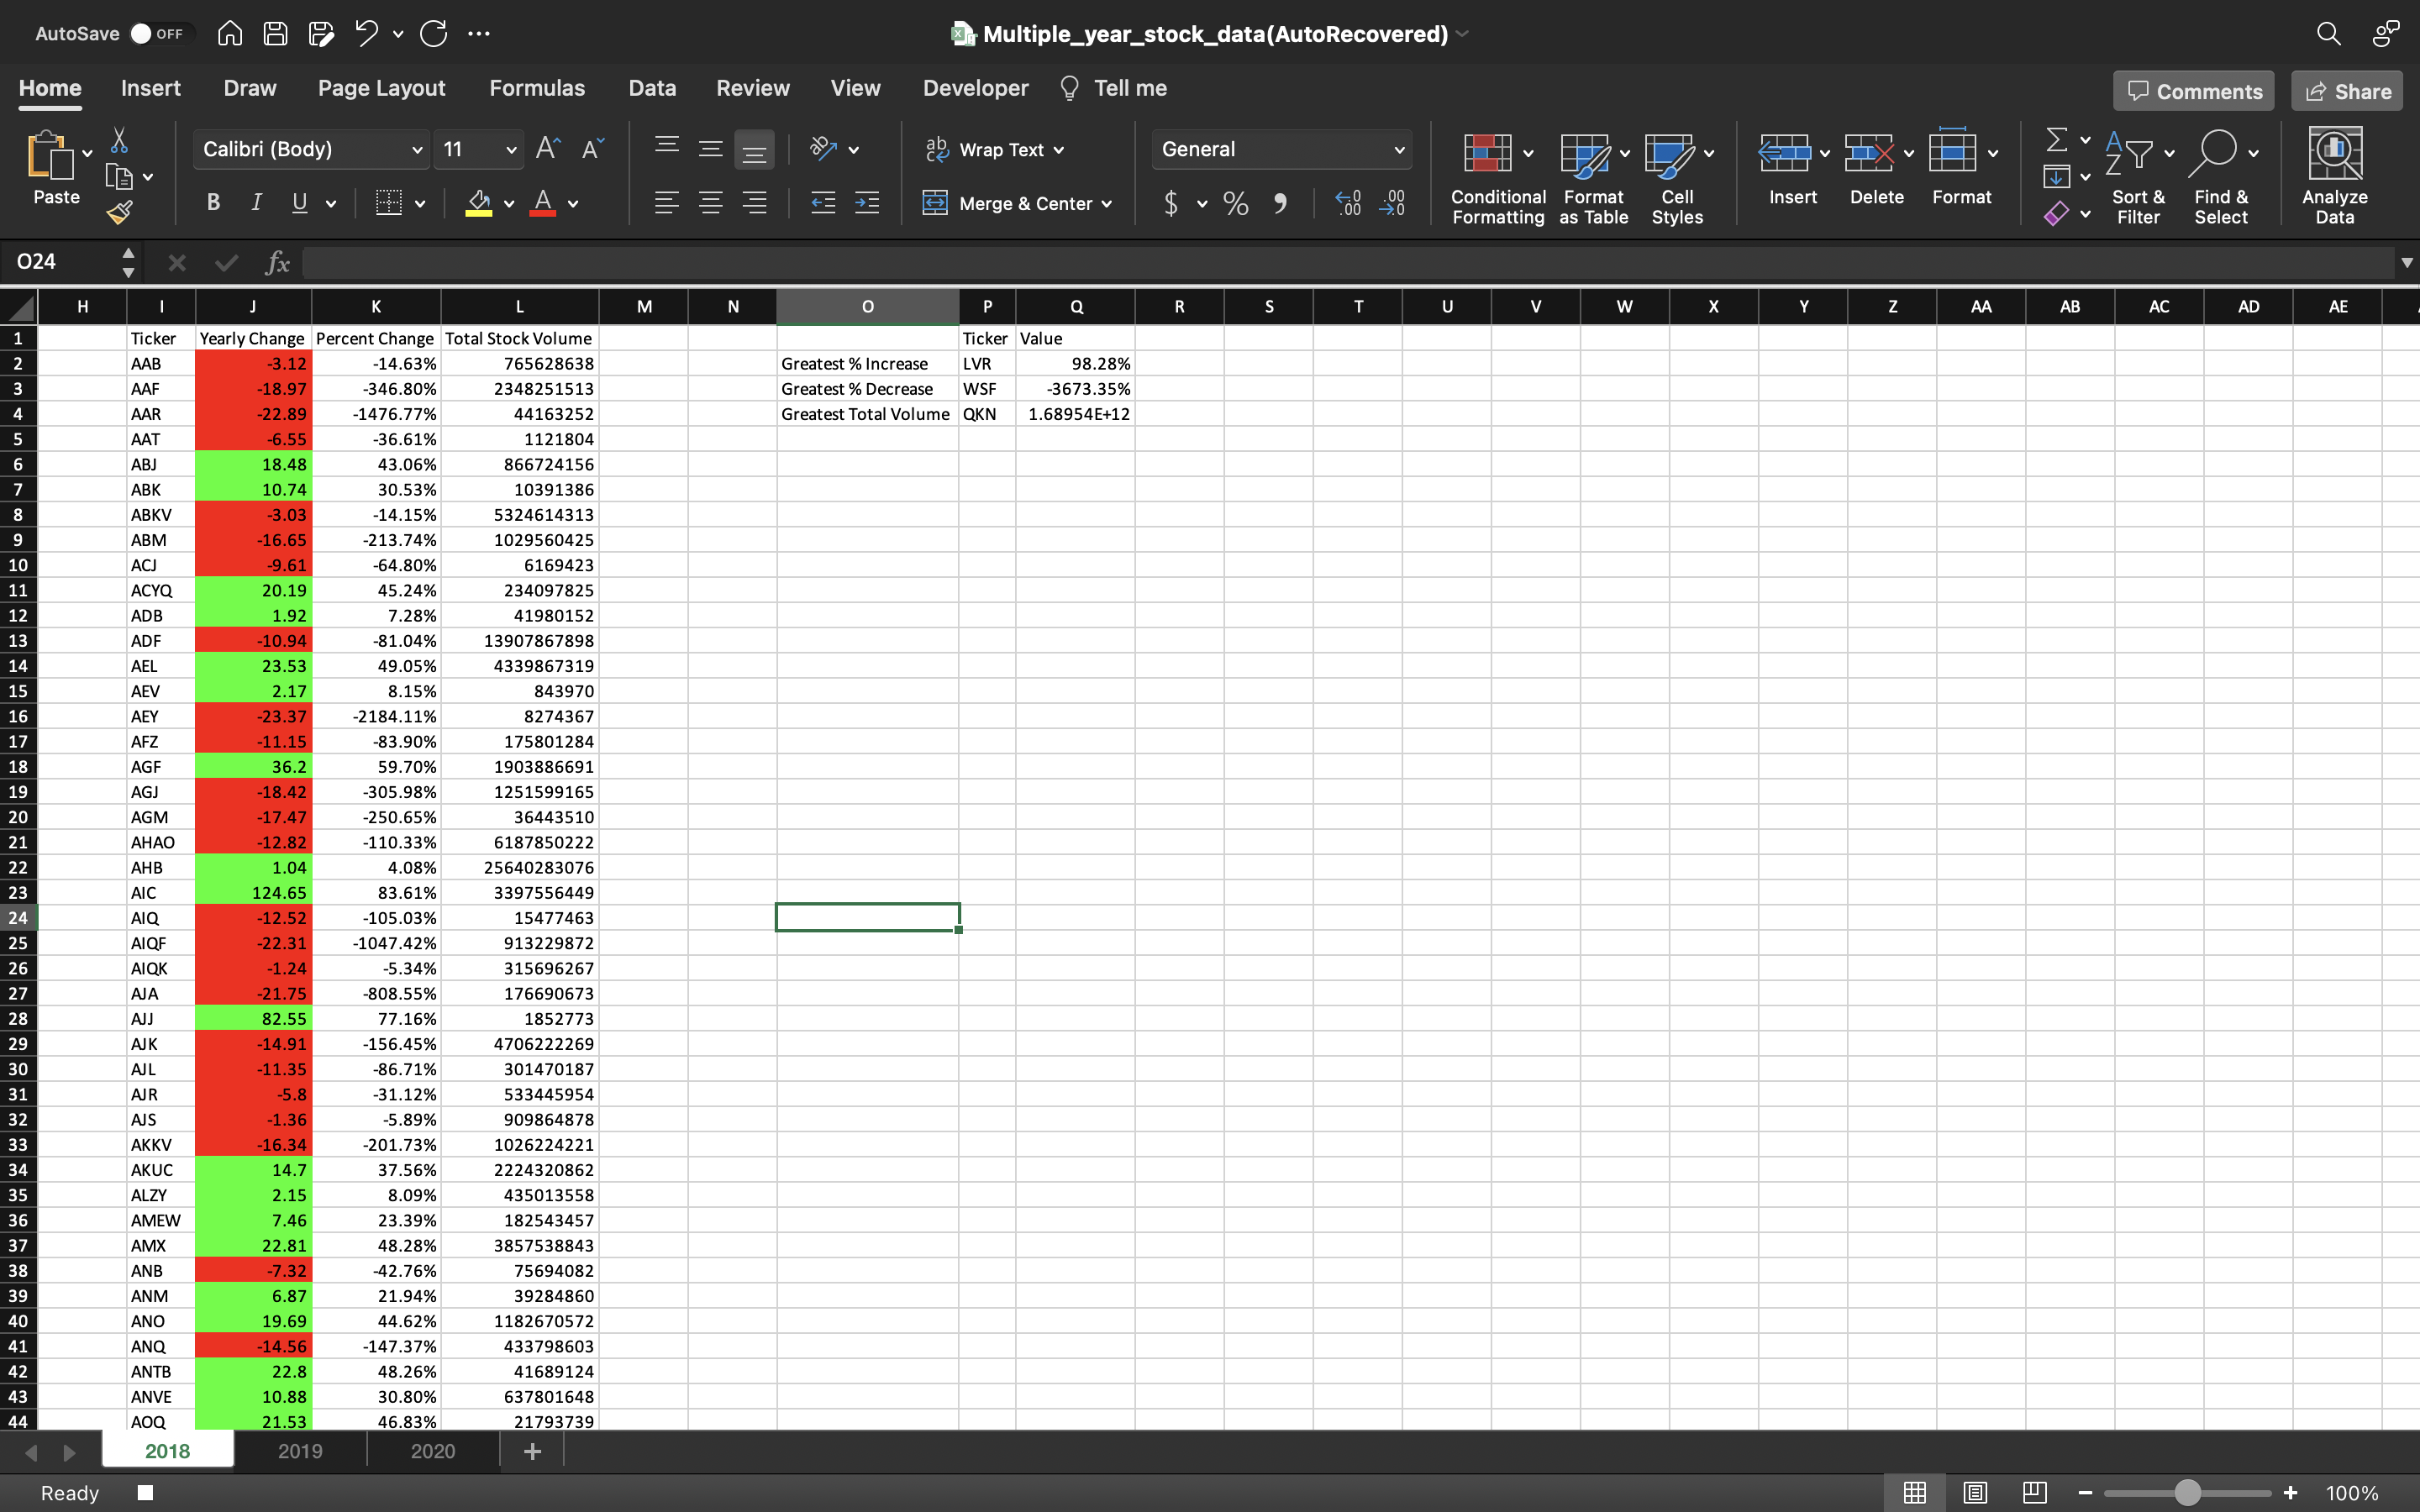 AutoSave OFF Multiple_year_stock_data(AutoRecovered)
Home Insert Draw Page Layout Formulas Data Review View Developer Tell me Comments Share
Paste Calibri (Body) 11 A A ab c Wrap Text General Conditional Formatting Format as Table Cell Styles Insert Delete Format Sort & Filter Find & Select Analyze Data
B I U A Merge & Center $ % 9 .0 .00 .00 .0
O24 fx
H I J K L M N O P Q R S T U V W X Y Z AA AB AC AD AE
1 Ticker Yearly Change Percent Change Total Stock Volume Ticker Value
2 AAB -3.12 -14.63% 765628638 Greatest % Increase LVR 98.28%
3 AAF -18.97 -346.80% 2348251513 Greatest % Decrease WSF -3673.35%
4 AAR -22.89 -1476.77% 44163252 Greatest Total Volume QKN 1.68954E+12
5 AAT -6.55 -36.61% 1121804
6 ABJ 18.48 43.06% 866724156
7 ABK 10.74 30.53% 10391386
8 ABKV -3.03 -14.15% 5324614313
9 ABM -16.65 -213.74% 1029560425
10 ACJ -9.61 -64.80% 6169423
11 ACYQ 20.19 45.24% 234097825
12 ADB 1.92 7.28% 41980152
13 ADF -10.94 -81.04% 13907867898
14 AEL 23.53 49.05% 4339867319
15 AEV 2.17 8.15% 843970
16 AEY -23.37 -2184.11% 8274367
17 AFZ -11.15 -83.90% 175801284
18 AGF 36.2 59.70% 1903886691
19 AGJ -18.42 -305.98% 1251599165
20 AGM -17.47 -250.65% 36443510
21 AHAO -12.82 -110.33% 6187850222
22 AHB 1.04 4.08% 25640283076
23 AIC 124.65 83.61% 3397556449
24 AIQ -12.52 -105.03% 15477463
25 AIQF -22.31 -1047.42% 913229872
26 AIQK -1.24 -5.34% 315696267
27 AJA -21.75 -808.55% 176690673
28 AJJ 82.55 77.16% 1852773
29 AJK -14.91 -156.45% 4706222269
30 AJL -11.35 -86.71% 301470187
31 AJR -5.8 -31.12% 533445954
32 AJS -1.36 -5.89% 909864878
33 AKKV -16.34 -201.73% 1026224221
34 AKUC 14.7 37.56% 2224320862
35 ALZY 2.15 8.09% 435013558
36 AMEW 7.46 23.39% 182543457
37 AMX 22.81 48.28% 3857538843
38 ANB -7.32 -42.76% 75694082
39 ANM 6.87 21.94% 39284860
40 ANO 19.69 44.62% 1182670572
41 ANQ -14.56 -147.37% 433798603
42 ANTB 22.8 48.26% 41689124
43 ANVE 10.88 30.80% 637801648
44 AOQ 21.53 46.83% 21793739
2018 2019 2020 +
Ready 100%